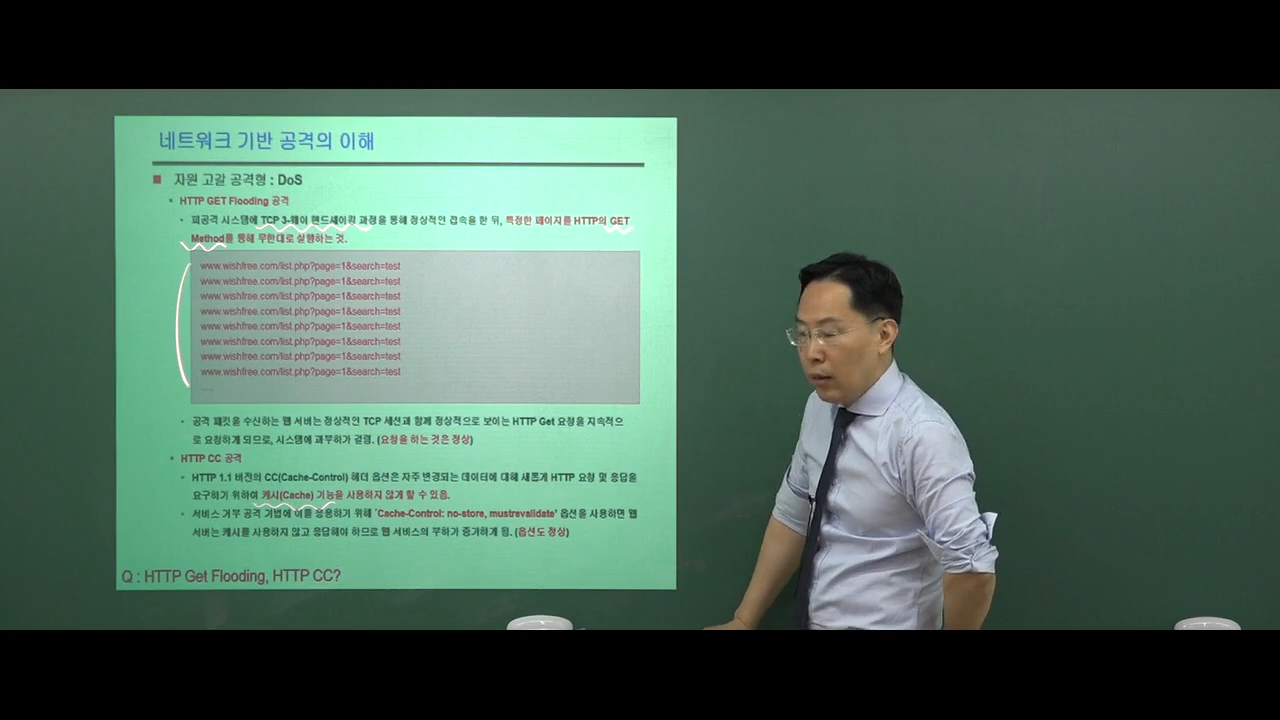 네트워크 기반 공격의 이해
자원 고갈 공격형 : DoS
HTTP GET Flooding 공격
피공격 시스템에 TCP 3-웨이 핸드셰이킹 과정을 통해 정상적인 접속을 한 뒤, 특정한 페이지를 HTTP의 GET
Method를 통해 무한대로 실행하는 것.
www.wishfree.com/list.php?page=1&search=test
www.wishfree.com/list.php?page=1&search=test
www.wishfree.com/list.php?page=1&search=test
www.wishfree.com/list.php?page=1&search=test
www.wishfree.com/list.php?page=1&search=test
www.wishfree.com/list.php?page=1&search=test
www.wishfree.com/list.php?page=1&search=test
www.wishfree.com/list.php?page=1&search=test
.....
공격 패킷을 수신하는 웹 서버는 정상적인 TCP 세션과 함께 정상적으로 보이는 HTTP Get 요청을 지속적으
로 요청하게 되므로, 시스템에 과부하가 걸림. (요청을 하는 것은 정상)
HTTP CC 공격
HTTP 1.1 버전의 CC(Cache-Control) 헤더 옵션은 자주 변경되는 데이터에 대해 새롭게 HTTP 요청 및 응답을
요구하기 위하여 캐시(Cache) 기능을 사용하지 않게 할 수 있음.
서비스 거부 공격 기법에 이를 응용하기 위해 'Cache-Control: no-store, mustrevalidate' 옵션을 사용하면 웹
서버는 캐시를 사용하지 않고 응답해야 하므로 웹 서비스의 부하가 증가하게 됨. (옵션도 정상)
Q : HTTP Get Flooding, HTTP CC?